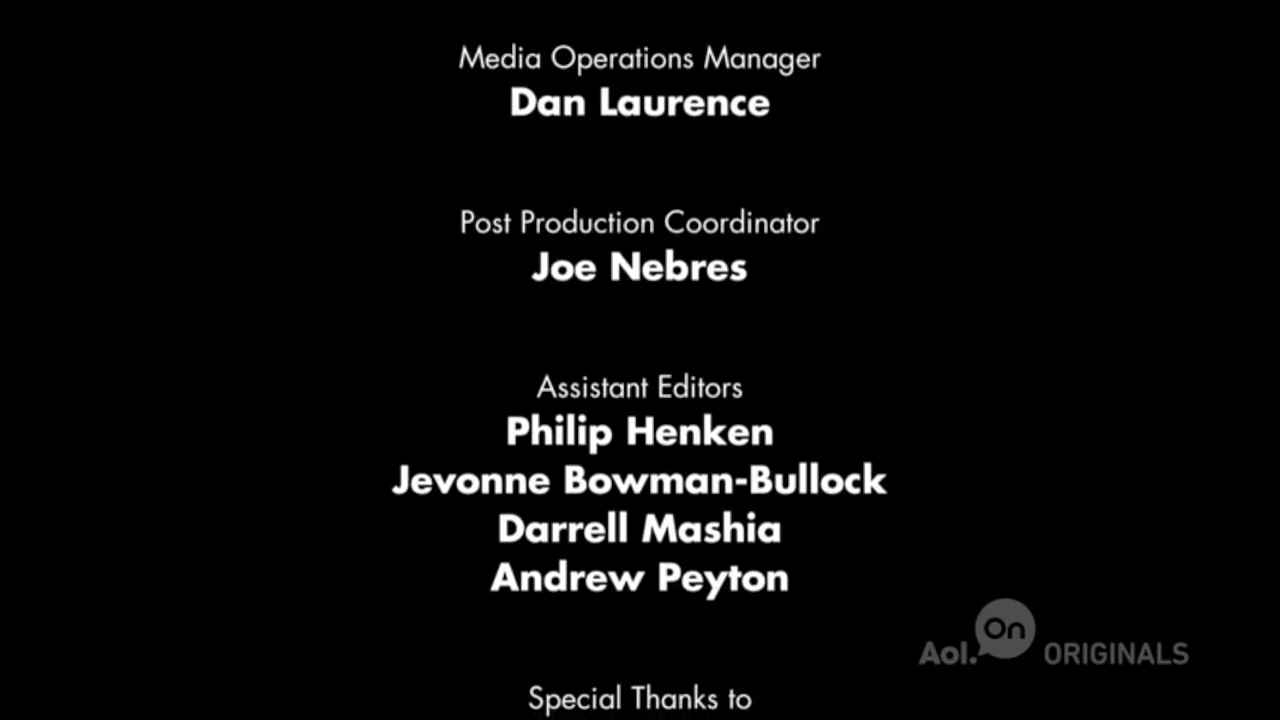 Media Operations Manager
Dan Laurence
Post Production Coordinator
Joe Nebres
Assistant Editors
Philip Henken
Jevonne Bowman-Bullock
Darrell Mashia
Andrew Peyton
Aol.On ORIGINALS
Special Thanks to